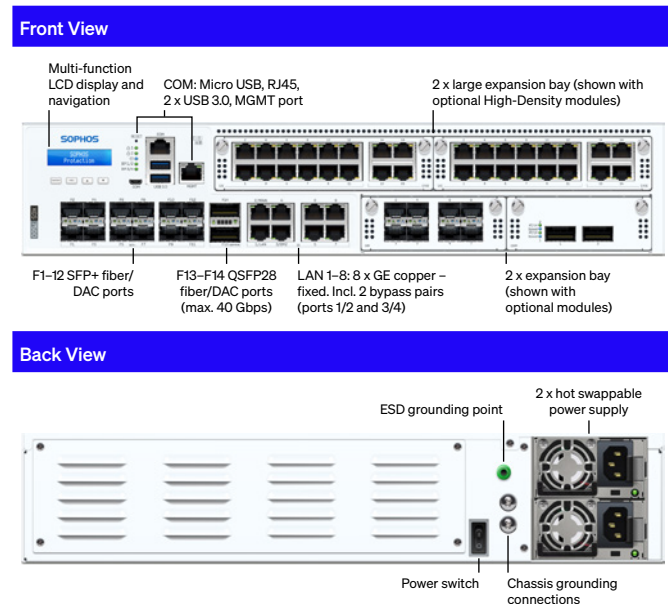 Front View
Multi-function
LCD display and
navigation
COM: Micro USB, RJ45,
2 x USB 3.0, MGMT port
2 x large expansion bay (shown with
optional High-Density modules)
SOPHOS
SOPHOS
Protection
F1–12 SFP+ fiber/
DAC ports
F13–F14 QSFP28
fiber/DAC ports
(max. 40 Gbps)
LAN 1–8: 8 x GE copper –
fixed. Incl. 2 bypass pairs
(ports 1/2 and 3/4)
2 x expansion bay
(shown with
optional modules)
Back View
ESD grounding point
2 x hot swappable
power supply
Power switch
Chassis grounding
connections